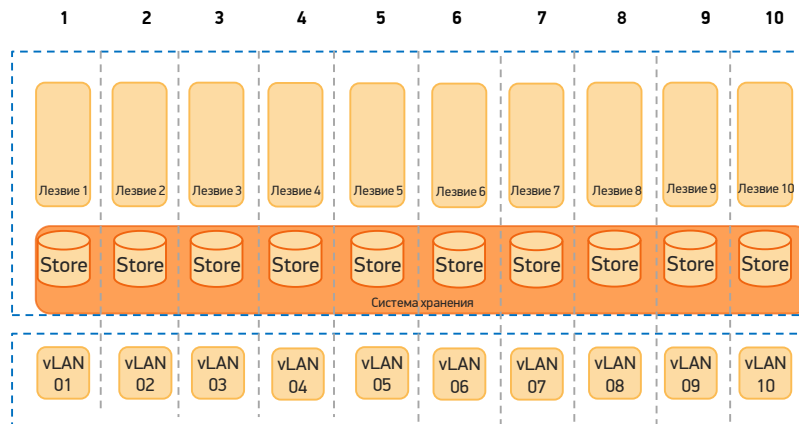 1 2 3 4 5 6 7 8 9 10
Лезвие 1 Лезвие 2 Лезвие 3 Лезвие 4 Лезвие 5 Лезвие 6 Лезвие 7 Лезвие 8 Лезвие 9 Лезвие 10
Store Store Store Store Store Store Store Store Store Store
Система хранения
vLAN vLAN vLAN vLAN vLAN vLAN vLAN vLAN vLAN vLAN
01 02 03 04 05 06 07 08 09 10